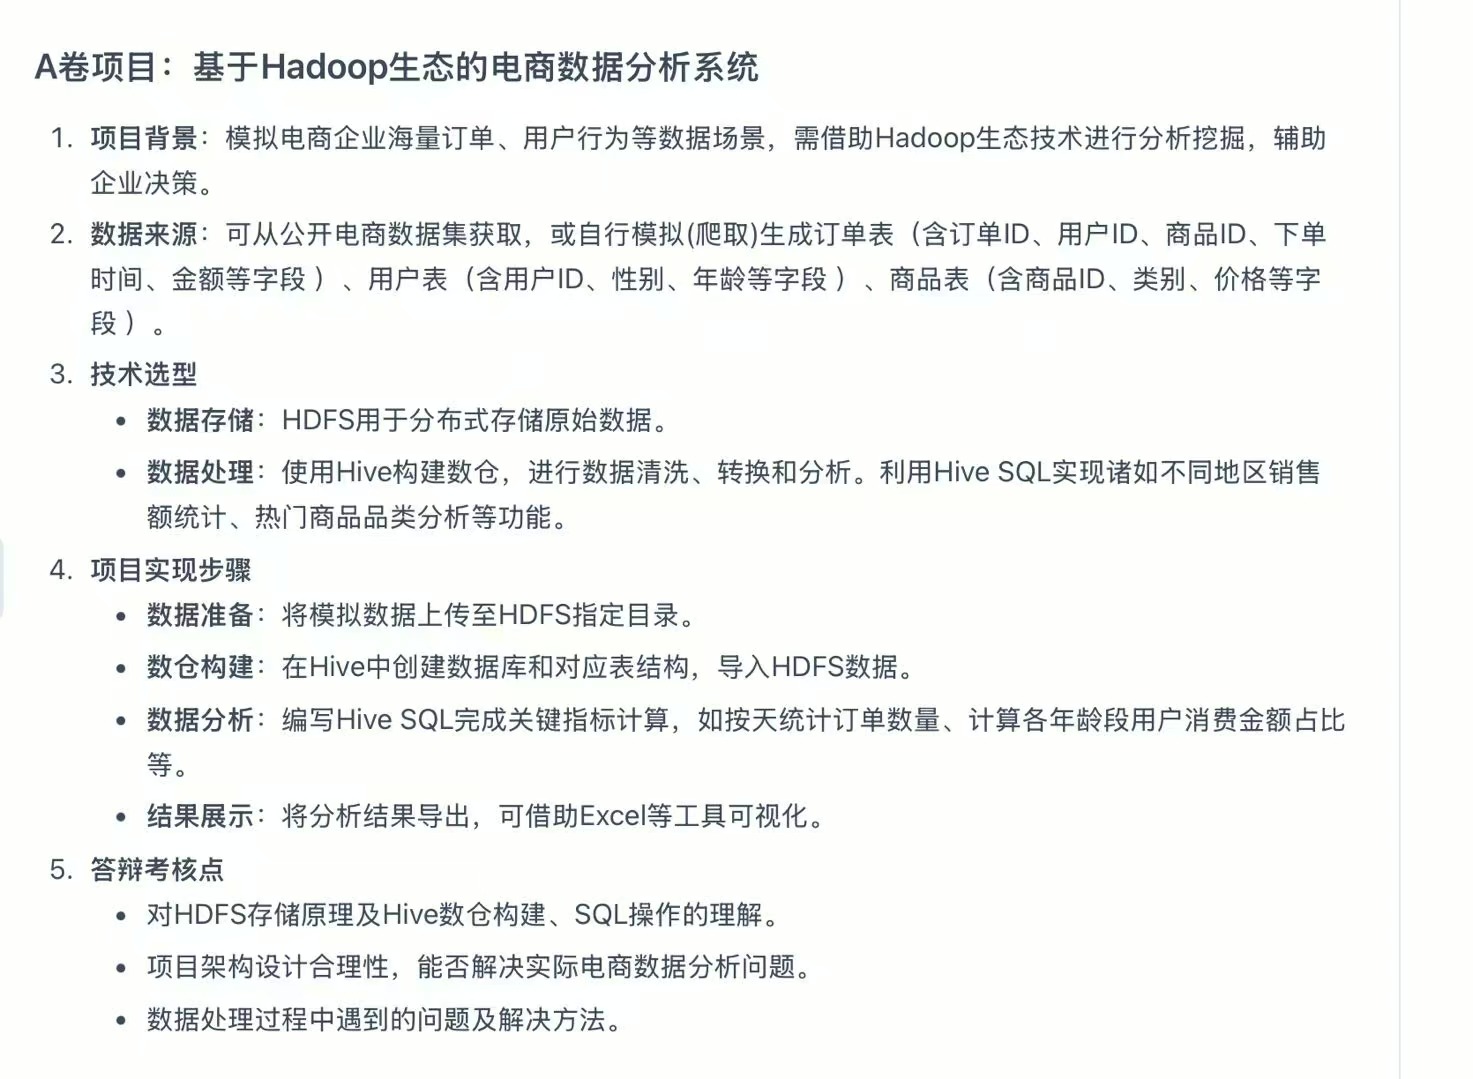 A卷项目：基于Hadoop生态的电商数据分析系统
1. 项目背景：模拟电商企业海量订单、用户行为等数据场景，需借助Hadoop生态技术进行分析挖掘，辅助
企业决策。
2. 数据来源：可从公开电商数据集获取，或自行模拟(爬取)生成订单表（含订单ID、用户ID、商品ID、下单
时间、金额等字段 ）、用户表（含用户ID、性别、年龄等字段 ）、商品表（含商品ID、类别、价格等字
段 ）。
3. 技术选型
• 数据存储：HDFS用于分布式存储原始数据。
• 数据处理：使用Hive构建数仓，进行数据清洗、转换和分析。利用Hive SQL实现诸如不同地区销售
额统计、热门商品品类分析等功能。
4. 项目实现步骤
• 数据准备：将模拟数据上传至HDFS指定目录。
• 数仓构建：在Hive中创建数据库和对应表结构，导入HDFS数据。
• 数据分析：编写Hive SQL完成关键指标计算，如按天统计订单数量、计算各年龄段用户消费金额占比
等。
• 结果展示：将分析结果导出，可借助Excel等工具可视化。
5. 答辩考核点
• 对HDFS存储原理及Hive数仓构建、SQL操作的理解。
• 项目架构设计合理性，能否解决实际电商数据分析问题。
• 数据处理过程中遇到的问题及解决方法。